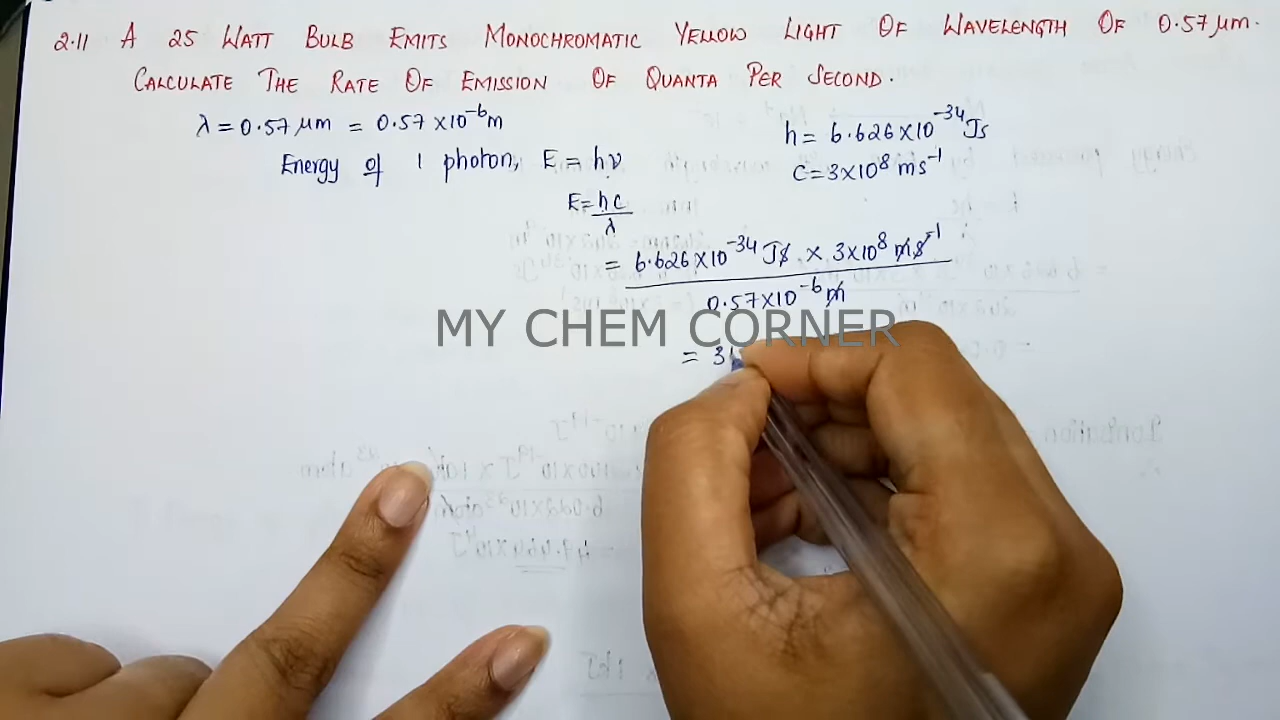 2.11 A 25 WATT BULB EMITS MONOCHROMATIC YELLOW LIGHT OF WAVELENGTH OF 0.57 μm.
CALCULATE THE RATE OF EMISSION OF QUANTA PER SECOND.
λ = 0.57 μm = 0.57 ×10⁻⁶m
h = 6.626×10⁻³⁴Js
Energy of 1 photon, E = hν
C = 3×10⁸ ms⁻¹
E = hc
λ
= 6.626×10⁻³⁴ Js × 3×10⁸ ms⁻¹
0.57×10⁻⁶ m
MY CHEM CORNER